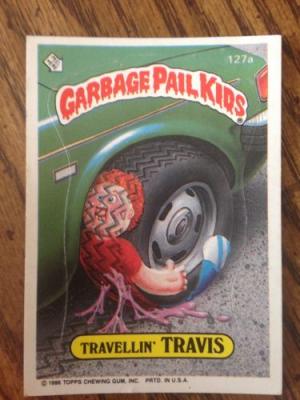 127a
GARBAGE PAIL KIDS
TRAVELLIN' TRAVIS
© 1986 TOPPS CHEWING GUM, INC. PRTD. IN U.S.A.